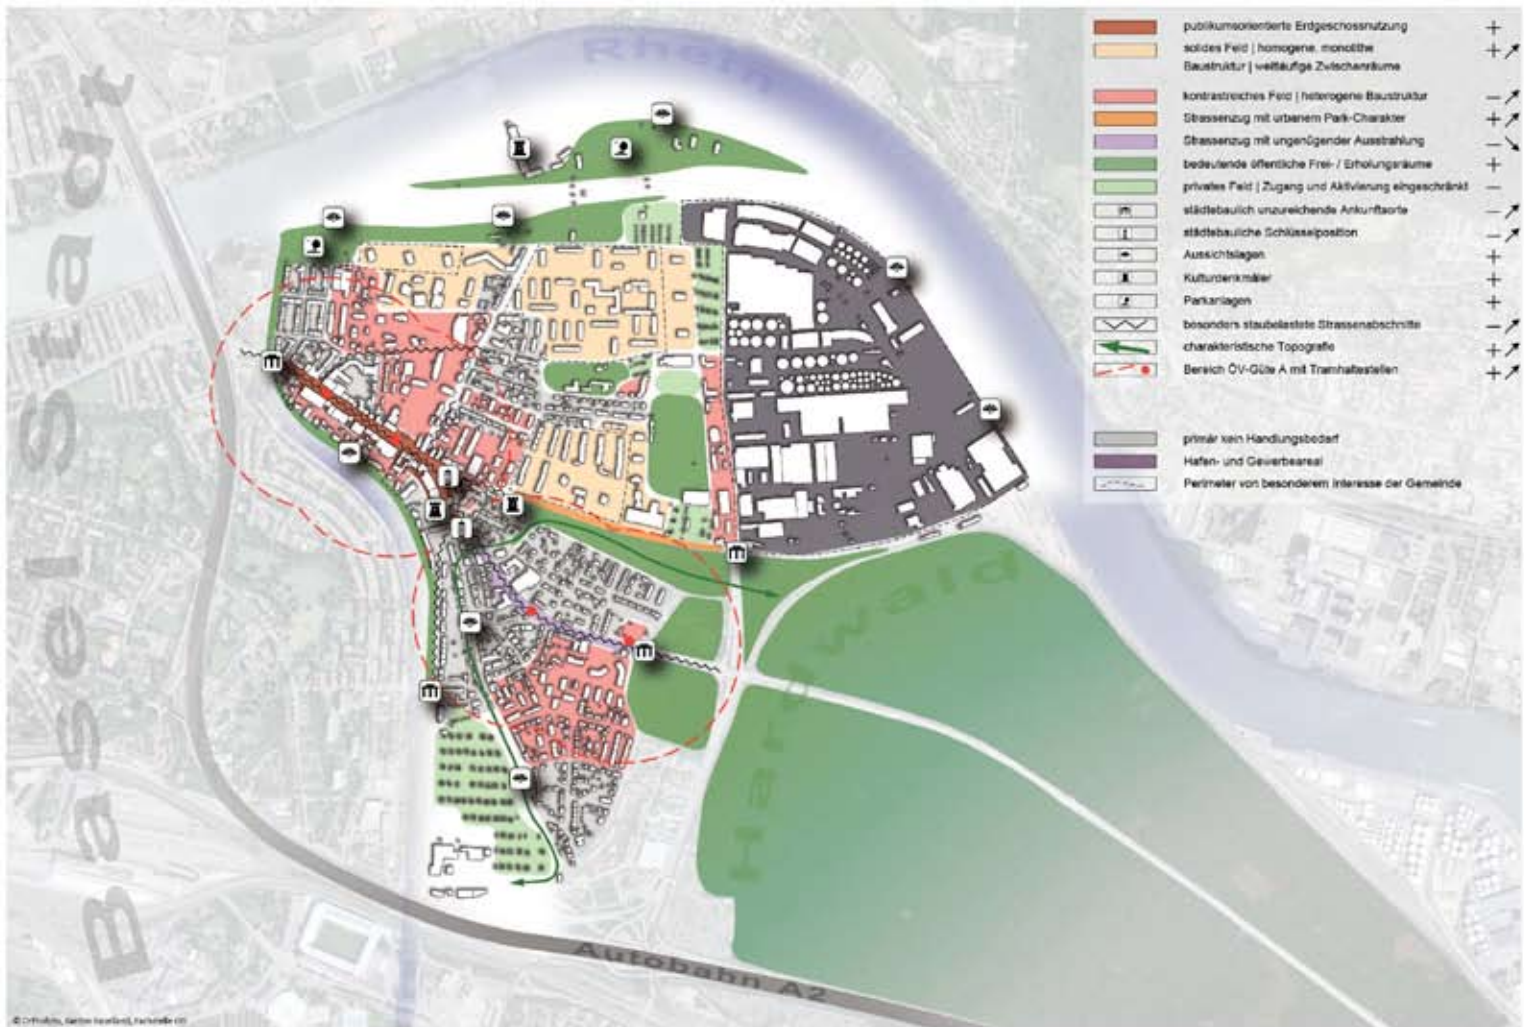 Rhein
Basel Stadt
Hardwald
Autobahn A2
publikumsorientierte Erdgeschossnutzung +
solides Feld | homogene, monolithe + ↗
Baustruktur | weitläufige Zwischenräume
kontrastreiches Feld | heterogene Baustruktur – ↗
Strassenzug mit urbanem Park-Charakter + ↗
Strassenzug mit ungenügender Ausstrahlung – ↘
bedeutende öffentliche Frei- / Erholungsräume +
privates Feld | Zugang und Aktivierung eingeschränkt –
städtebaulich unzureichende Ankunftsorte – ↗
städtebauliche Schlüsselposition – ↗
Aussichtslagen +
Kulturdenkmäler +
Parkanlagen +
besonders staubelastete Strassenabschnitte – ↗
charakteristische Topografie + ↗
Bereich ÖV-Güte A mit Tramhaltestellen + ↗
primär kein Handlungsbedarf
Hafen- und Gewerbeareal
Perimeter von besonderem Interesse der Gemeinde